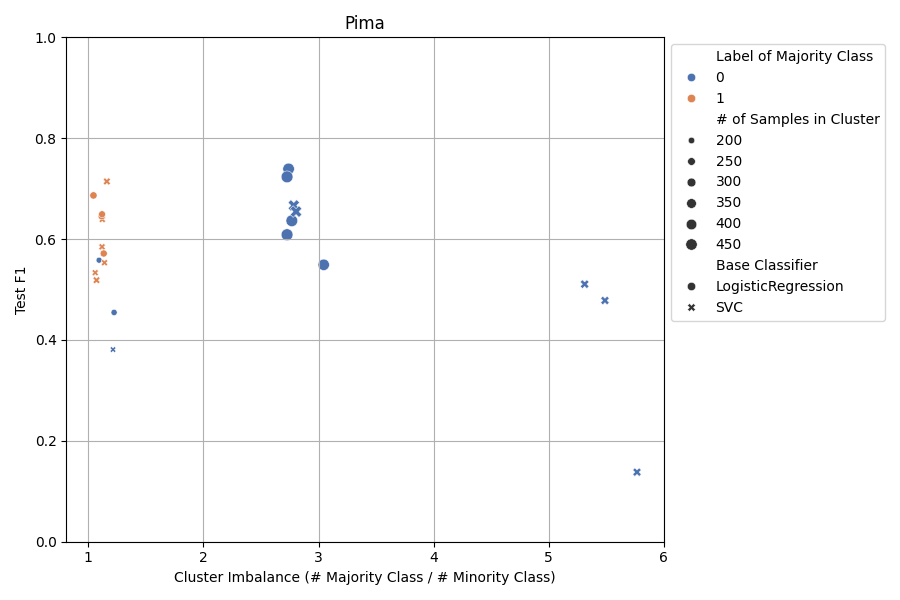 Pima
1.0
0.8
0.6
0.4
0.2
0.0
Test F1
1
2
3
4
5
6
Cluster Imbalance (# Majority Class / # Minority Class)
Label of Majority Class
0
1
# of Samples in Cluster
200
250
300
350
400
450
Base Classifier
LogisticRegression
SVC